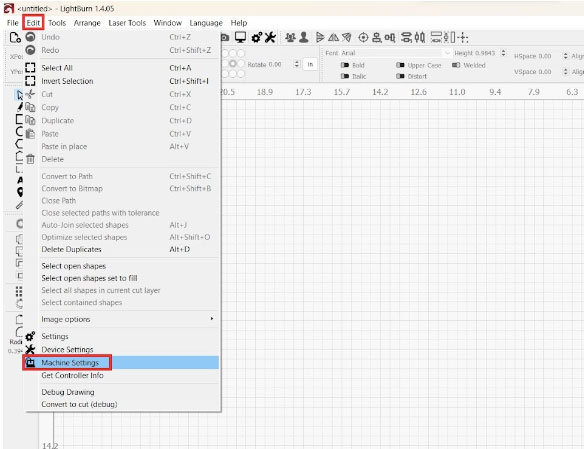 <untitled> - LightBurn 1.4.05
File Edit Tools Arrange Laser Tools Window Language Help
Undo Ctrl+Z
Redo Ctrl+Shift+Z
Select All Ctrl+A
Invert Selection Ctrl+Shift+I
Cut Ctrl+X
Copy Ctrl+C
Duplicate Ctrl+D
Paste Ctrl+V
Paste in place Alt+V
Delete
Convert to Path Ctrl+Shift+C
Convert to Bitmap Ctrl+Shift+B
Close Path
Close selected paths with tolerance
Auto-Join selected shapes Alt+J
Optimize selected shapes Alt+Shift+O
Delete Duplicates Alt+D
Select open shapes
Select open shapes set to fill
Select all shapes in current cut layer
Select contained shapes
Image options
Settings
Device Settings
Machine Settings
Get Controller Info
Debug Drawing
Convert to cut (debug)
XPo
YPo
Rotate 0.00 in
Font Arial Height 0.9843 HSpace 0.00 Align
Bold Upper Case Welded
Italic Distort VSpace 0.00 Align
20.5 18.9 17.3 15.7 14.2 12.6 11.0 9.4 7.9 6.3
Radi
14.2